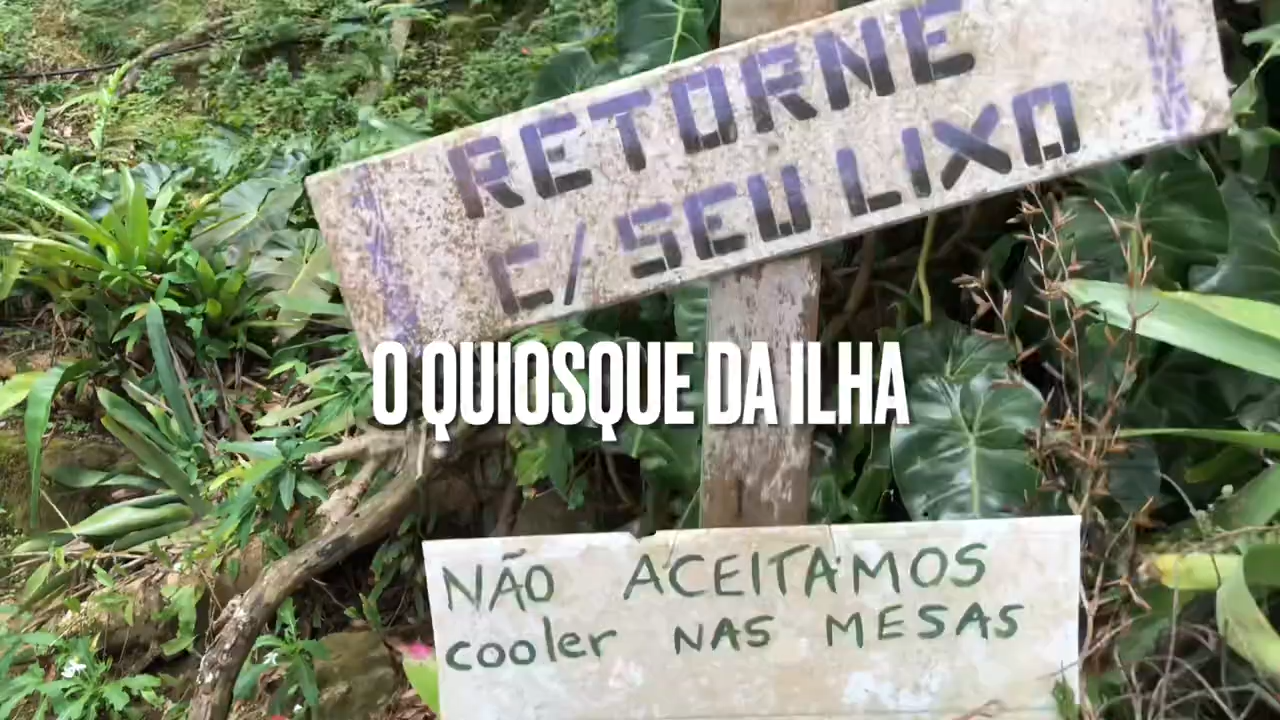 RETORNE
C/SEU LIXO
O QUIOSQUE DA ILHA
NÃO ACEITAMOS
cooler NAS MESAS